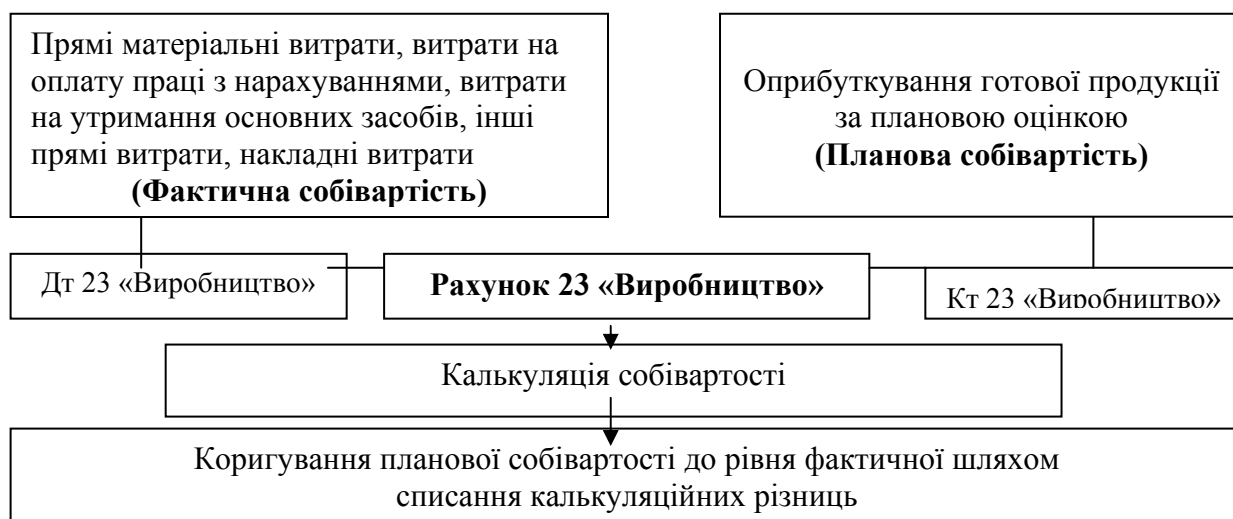 Прямі матеріальні витрати, витрати на
оплату праці з нарахуваннями, витрати
на утримання основних засобів, інші
прямі витрати, накладні витрати
(Фактична собівартість)
Оприбуткування готової продукції
за плановою оцінкою
(Планова собівартість)
Дт 23 «Виробництво»
Рахунок 23 «Виробництво»
Кт 23 «Виробництво»
Калькуляція собівартості
Коригування планової собівартості до рівня фактичної шляхом
списання калькуляційних різниць